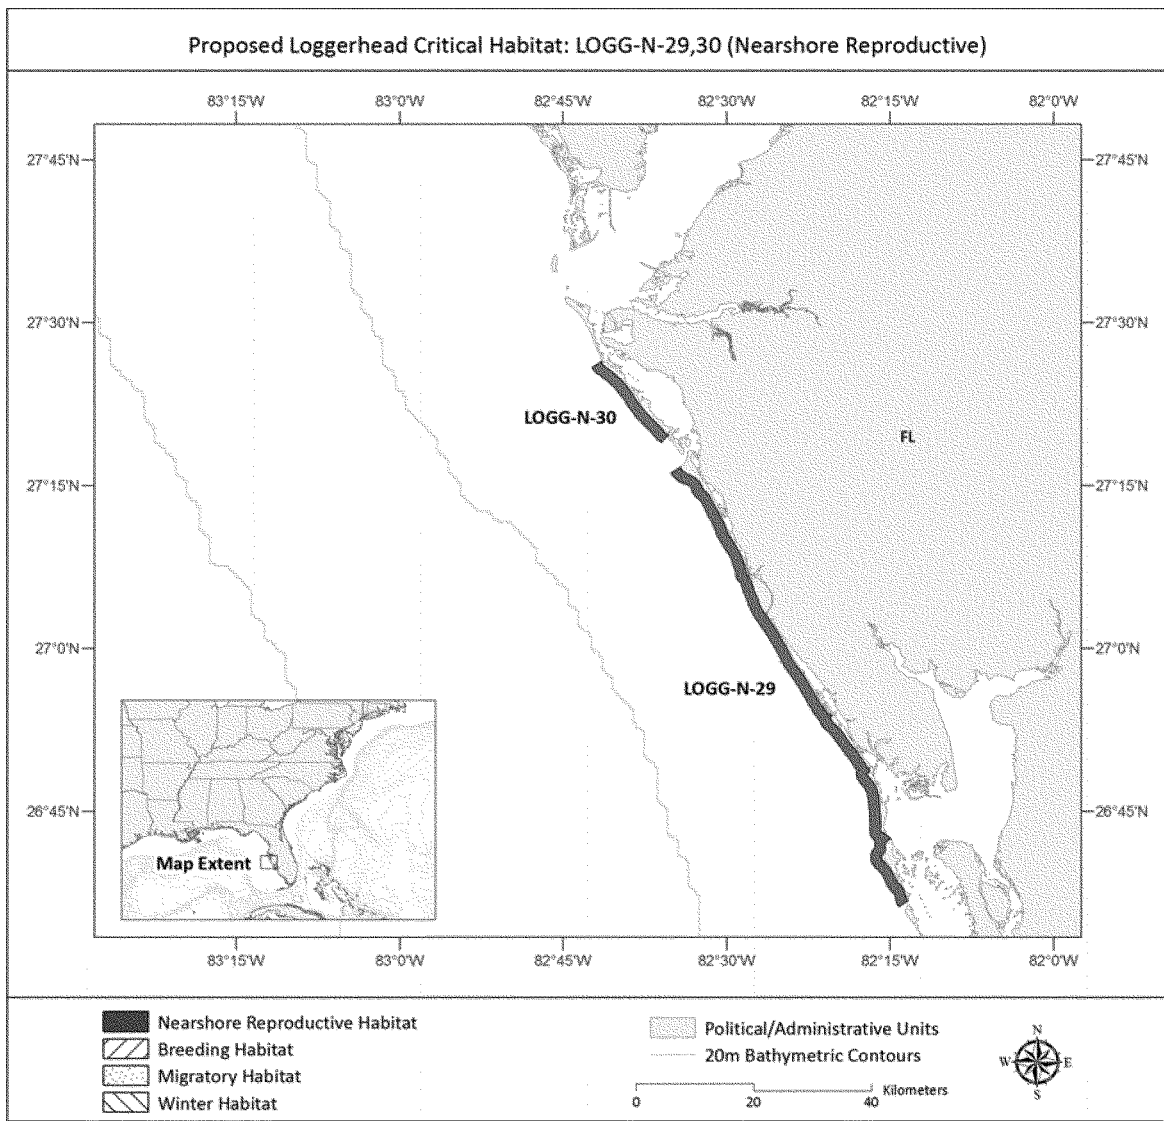 Proposed Loggerhead Critical Habitat: LOGG-N-29,30 (Nearshore Reproductive)
83°15'W 83°0'W 82°45'W 82°30'W 82°15'W 82°0'W
27°45'N 27°45'N
27°30'N 27°30'N
LOGG-N-30
FL
27°15'N 27°15'N
27°0'N 27°0'N
LOGG-N-29
26°45'N 26°45'N
Map Extent
83°15'W 83°0'W 82°45'W 82°30'W 82°15'W 82°0'W
Nearshore Reproductive Habitat
Breeding Habitat
Migratory Habitat
Winter Habitat
Political/Administrative Units
20m Bathymetric Contours
Kilometers
0 20 40
N
W E
S